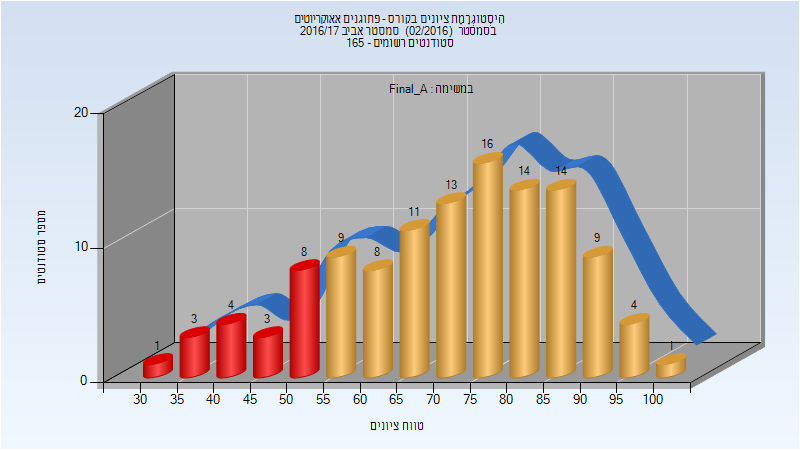 היסטוגרמת ציונים בקורס - פתוגנים אאוקריוטים
בסמסטר (02/2016) סמסטר אביב 2016/17
סטודנטים רשומים - 165
במשימה : Final_A
מספר סטודנטים
20
10
0
1
3
4
3
8
9
8
11
13
16
14
14
9
4
1
30 35 40 45 50 55 60 65 70 75 80 85 90 95 100
טווח ציונים